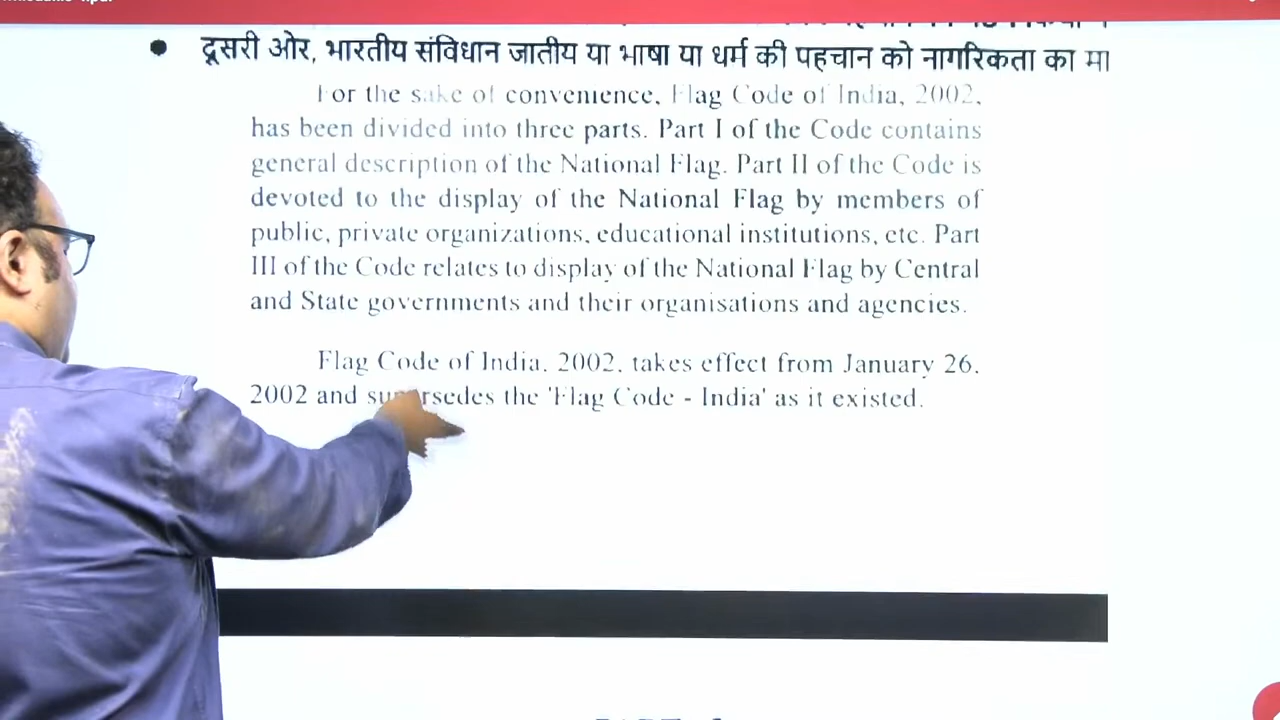 दूसरी ओर, भारतीय संविधान जातीय या भाषा या धर्म की पहचान को नागरिकता का मा
For the sake of convenience, Flag Code of India, 2002,
has been divided into three parts. Part I of the Code contains
general description of the National Flag. Part II of the Code is
devoted to the display of the National Flag by members of
public, private organizations, educational institutions, etc. Part
III of the Code relates to display of the National Flag by Central
and State governments and their organisations and agencies.
Flag Code of India, 2002, takes effect from January 26,
2002 and supersedes the 'Flag Code - India' as it existed.